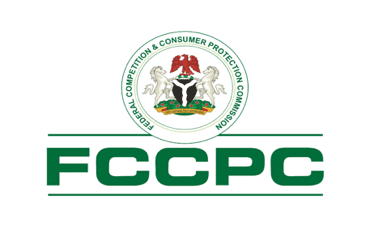 FEDERAL COMPETITION & CONSUMER PROTECTION COMMISSION
FCCPC